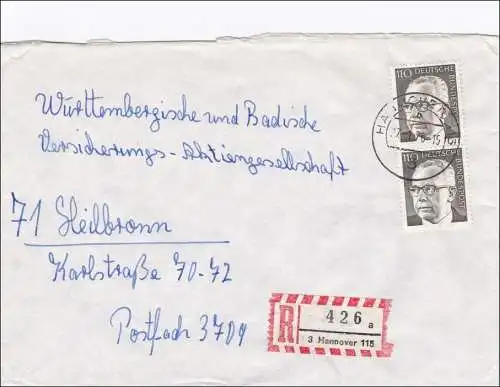 110 DEUTSCHE BUNDESPOST
110 DEUTSCHE BUNDESPOST
Württembergische und Badische
Versicherungs-Aktiengesellschaft
71 Heilbronn
Karlstraße 70-72
Postfach 3709
R 426 a
3 Hannover 115